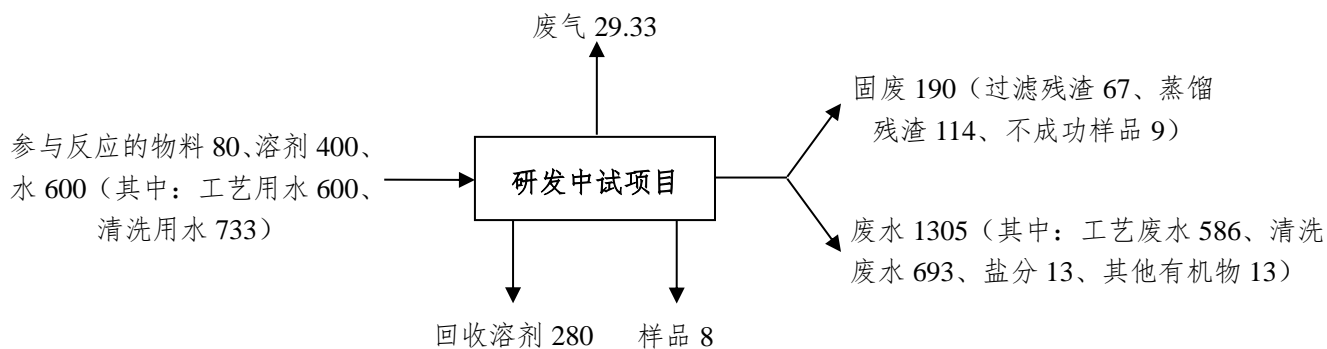 废气 29.33
参与反应的物料 80、溶剂 400、
水 600（其中：工艺用水 600、
清洗用水 733）
研发中试项目
固废 190（过滤残渣 67、蒸馏
残渣 114、不成功样品 9）
废水 1305（其中：工艺废水 586、清洗
废水 693、盐分 13、其他有机物 13）
回收溶剂 280
样品 8